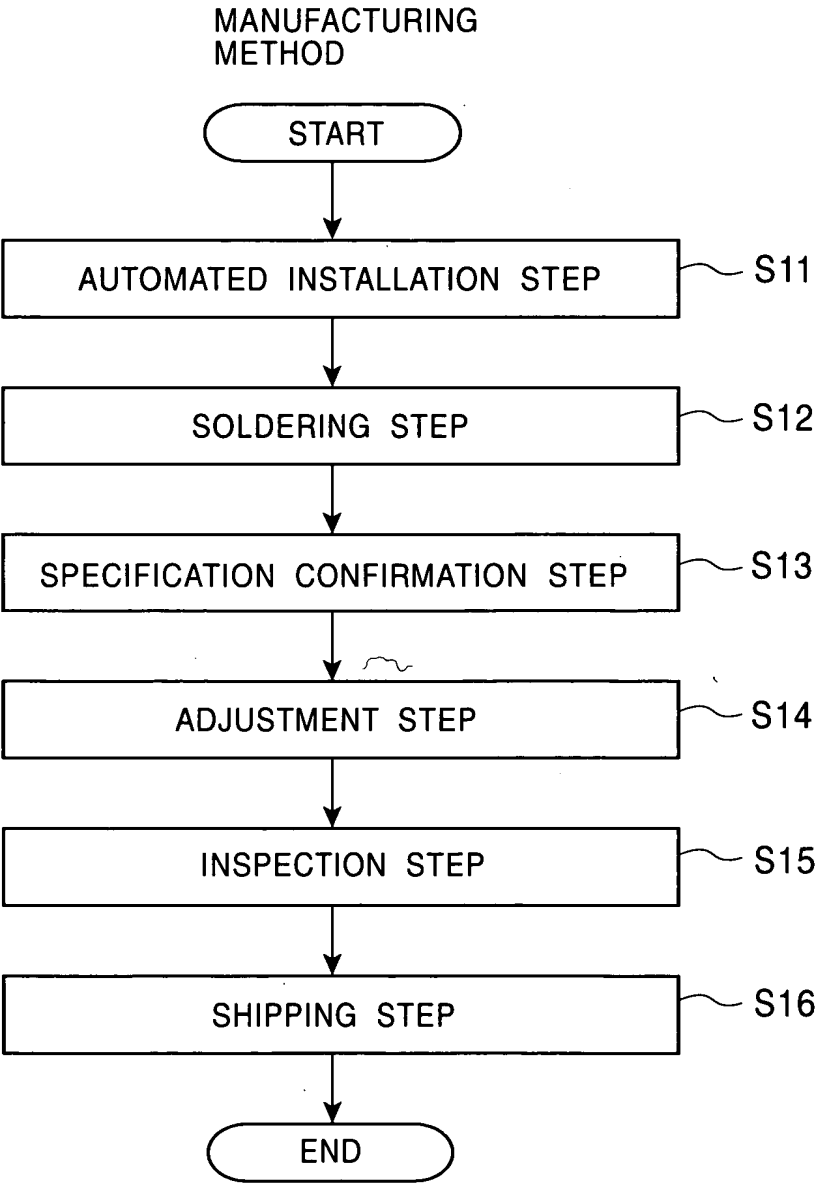 MANUFACTURING
METHOD
START
AUTOMATED INSTALLATION STEP
S11
SOLDERING STEP
S12
SPECIFICATION CONFIRMATION STEP
S13
ADJUSTMENT STEP
S14
INSPECTION STEP
S15
SHIPPING STEP
S16
END